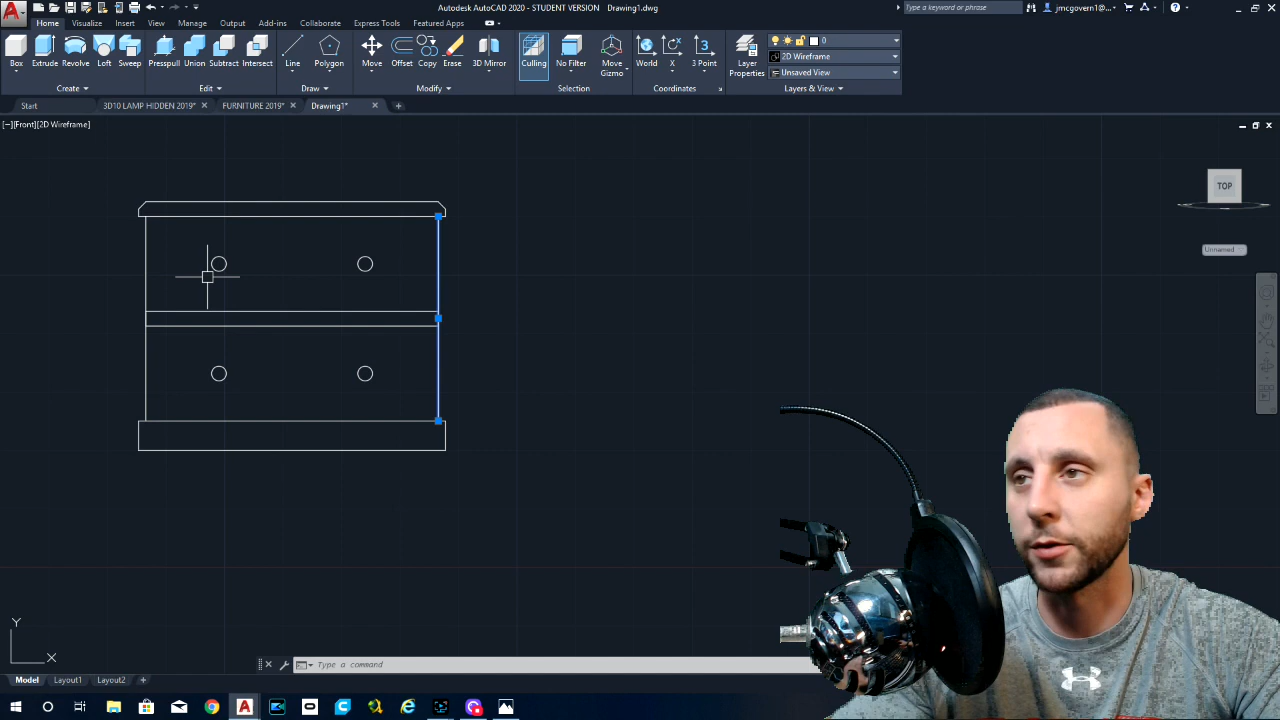 Autodesk AutoCAD 2020 - STUDENT VERSION Drawing1.dwg
Type a keyword or phrase
jmcgovern1@...
Home Visualize Insert View Manage Output Add-ins Collaborate Express Tools Featured Apps
Box Extrude Revolve Loft Sweep
Presspull Union Subtract Intersect
Line Polygon
Move Offset Copy Erase 3D Mirror
Culling No Filter Move Gizmo
World X 3 Point
3
Layer Properties
0
2D Wireframe
Unsaved View
Create Edit Draw Modify Selection Coordinates Layers & View
Start 3D10 LAMP HIDDEN 2019* FURNITURE 2019* Drawing1*
[−][Front][2D Wireframe]
TOP
Unnamed
Y
X
Type a command
Model Layout1 Layout2